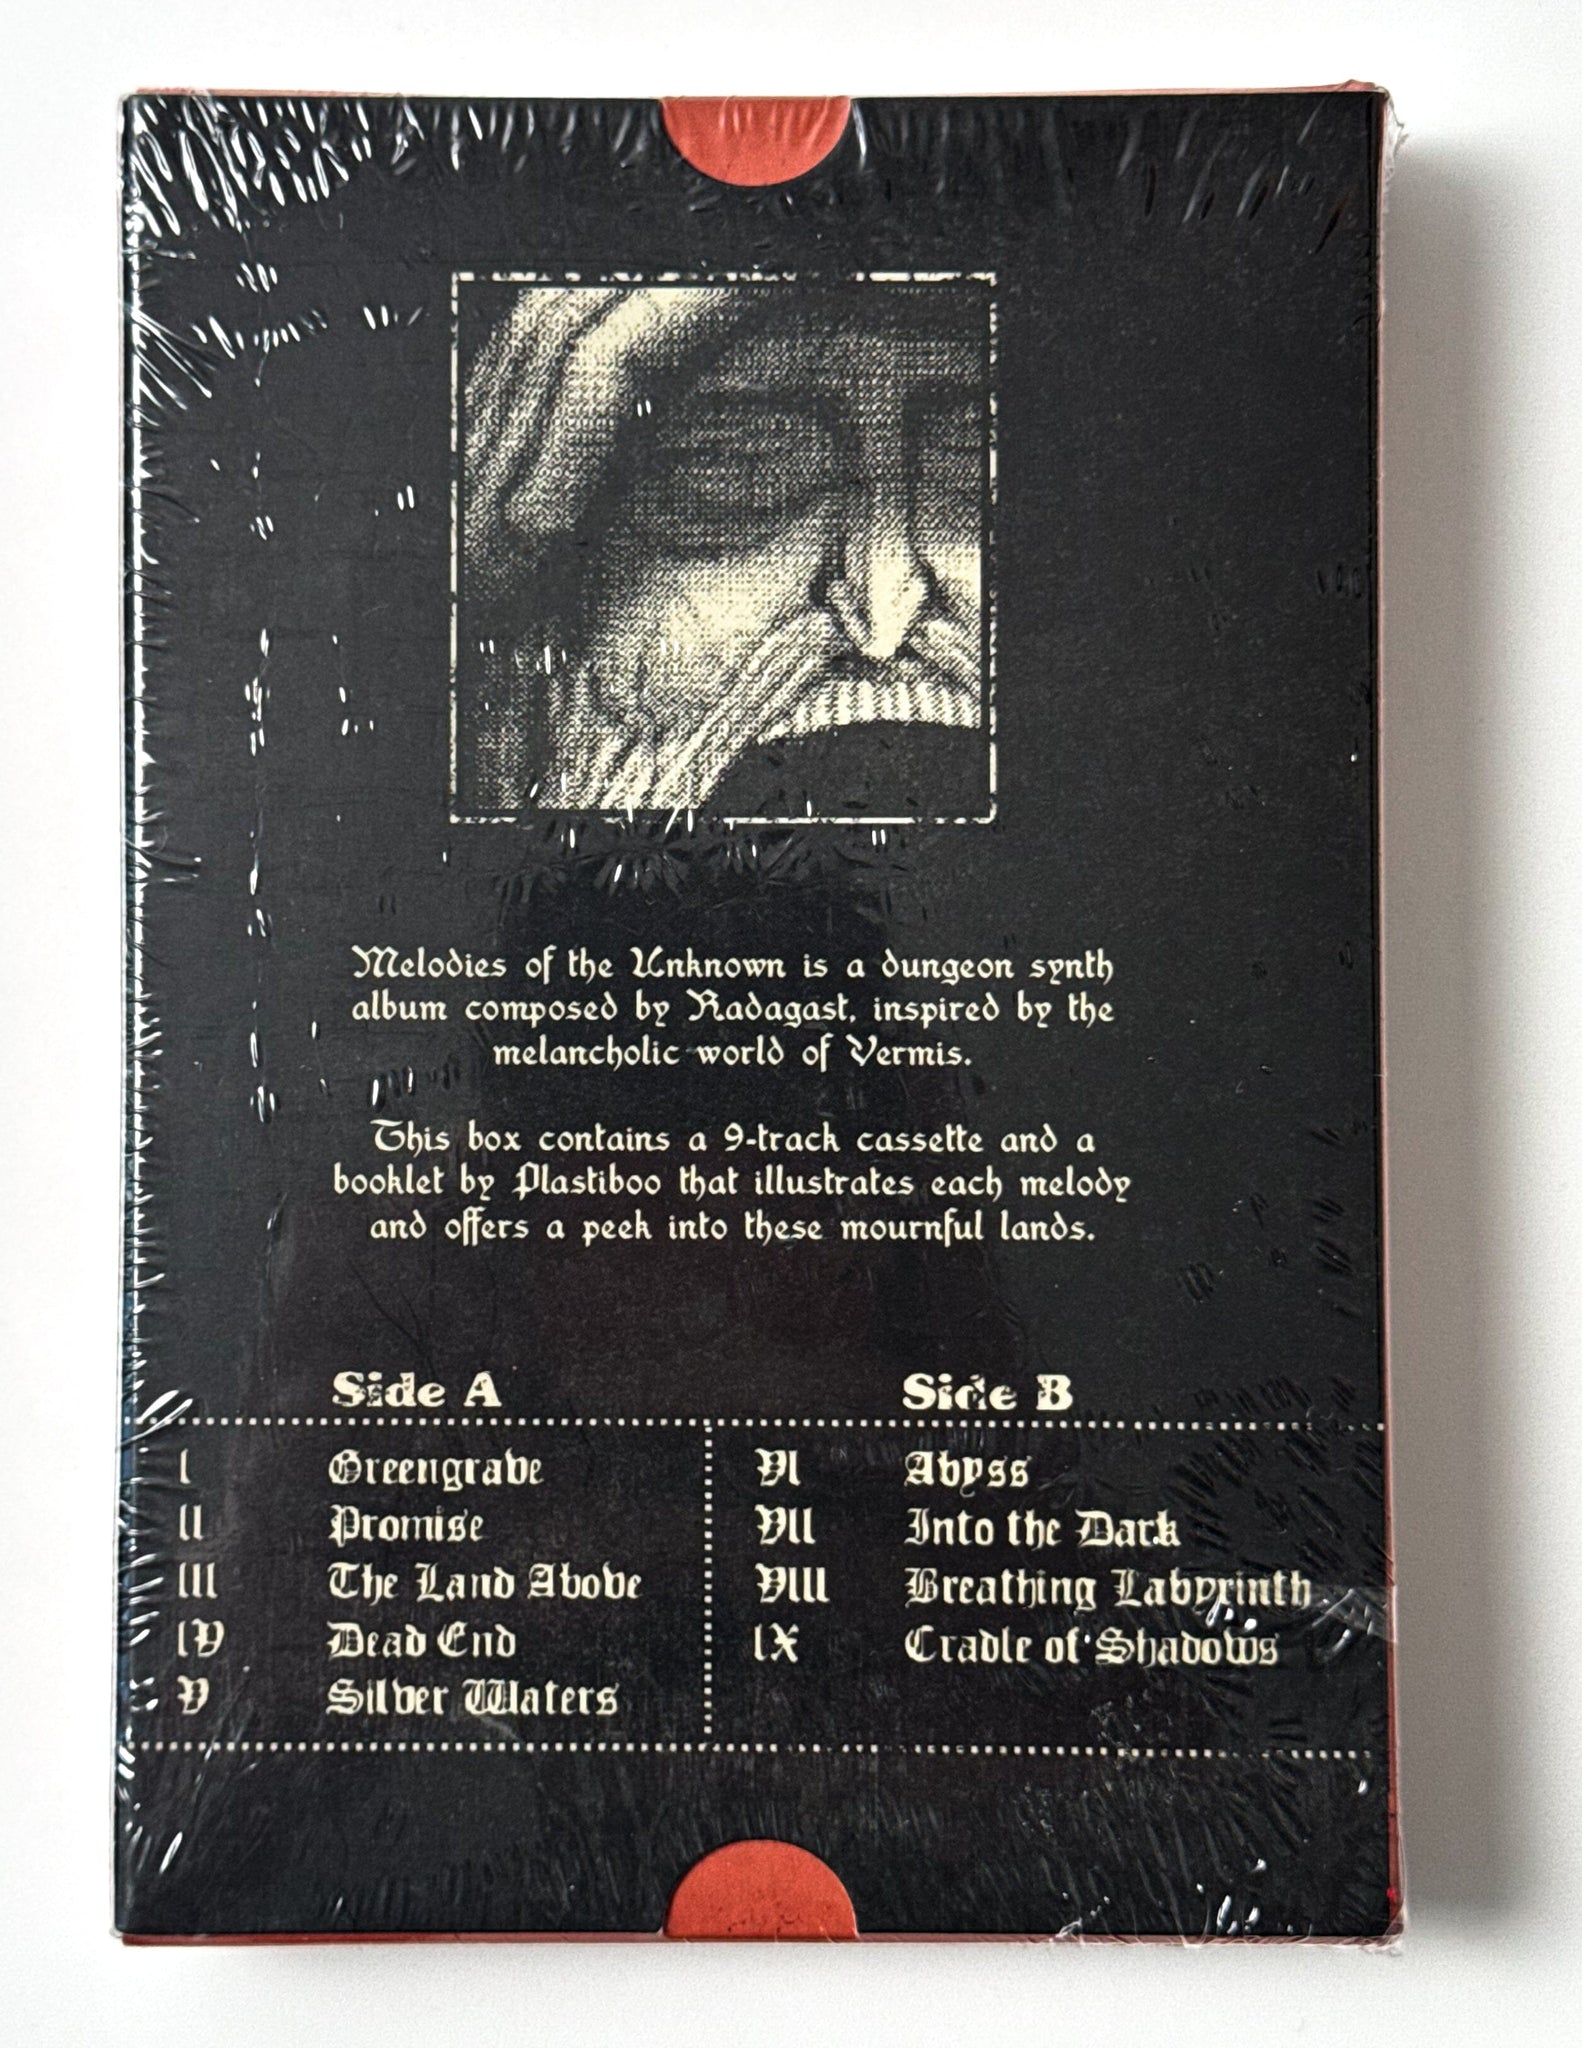 Melodies of the Unknown is a dungeon synth
album composed by Radagast, inspired by the
melancholic world of Vermis.
This box contains a 9-track cassette and a
booklet by Plastiboo that illustrates each melody
and offers a peek into these mournful lands.
Side A
I Greengrave
II Promise
III The Land Above
IV Dead End
V Silver Waters
Side B
VI Abyss
VII Into the Dark
VIII Breathing Labyrinth
IX Cradle of Shadows